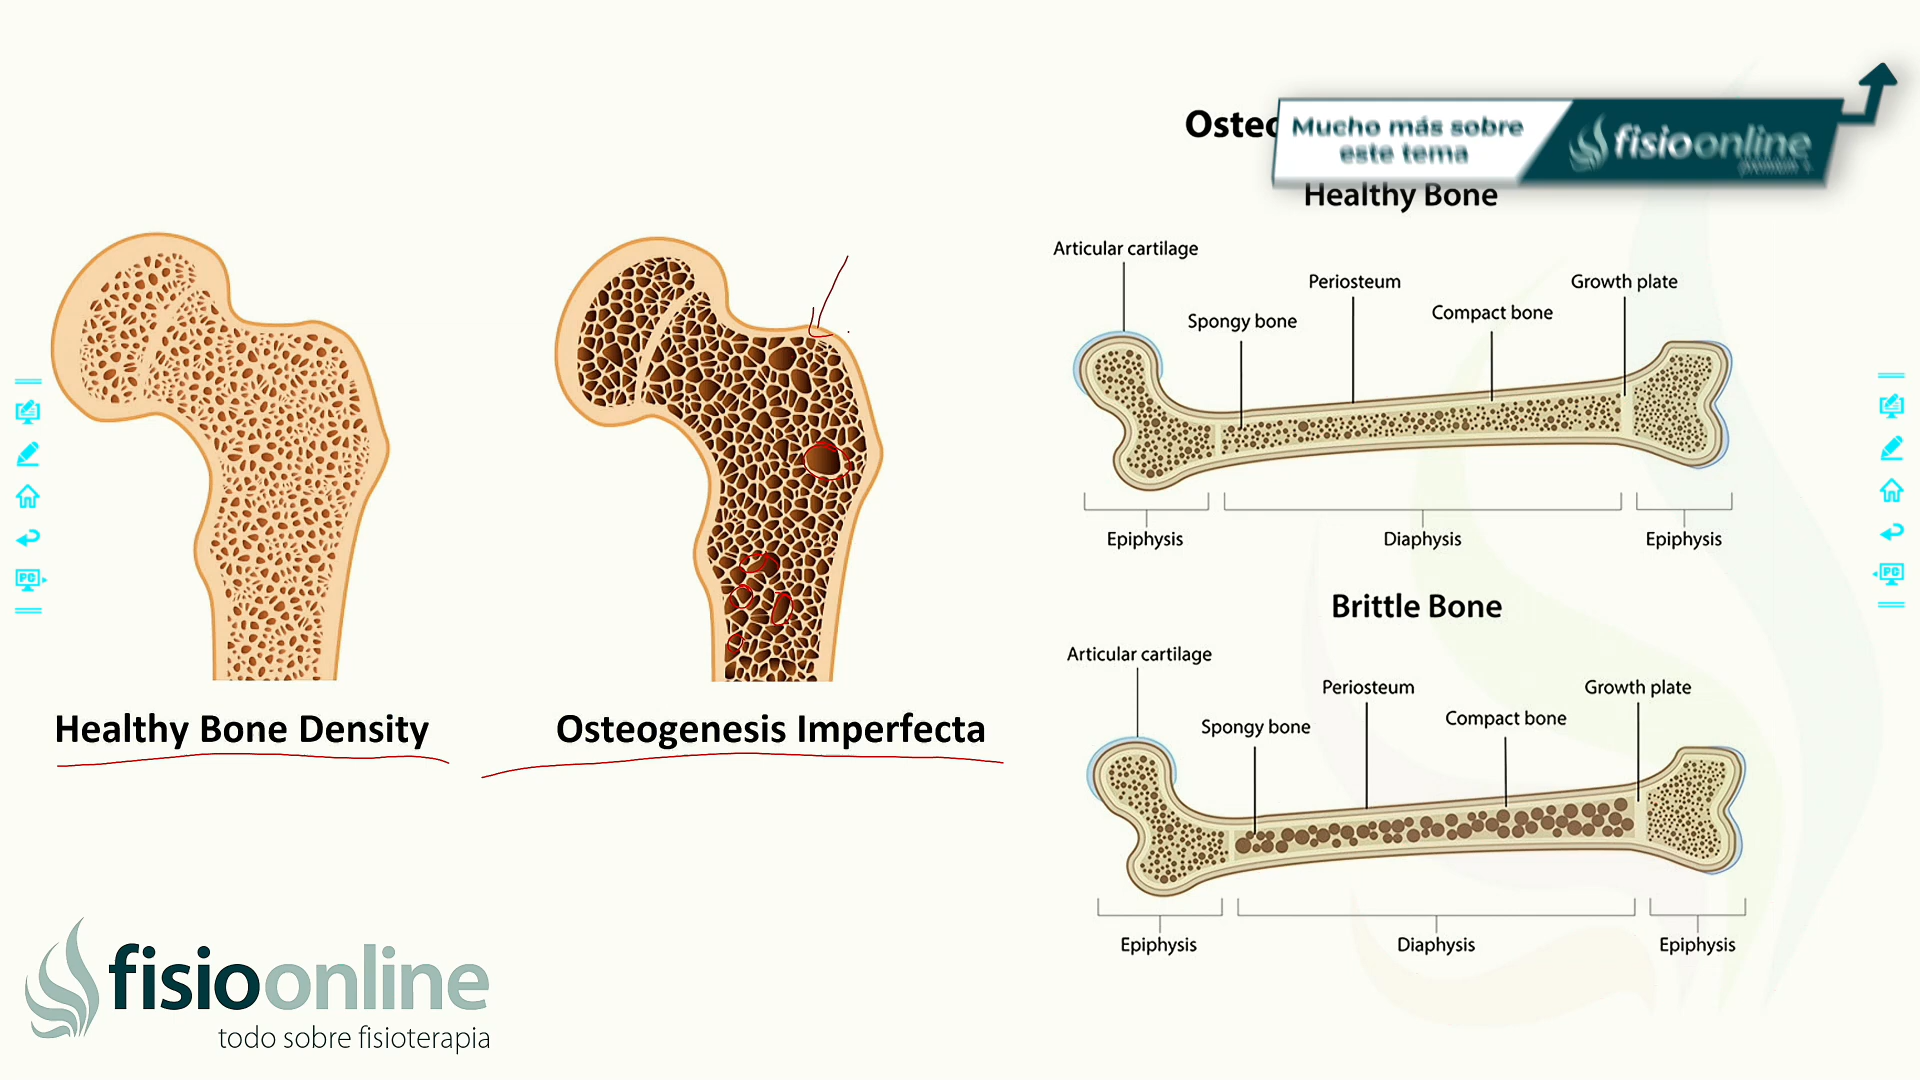 Mucho más sobre
este tema
fisioonline
Healthy Bone
Articular cartilage
Periosteum
Growth plate
Compact bone
Spongy bone
Epiphysis
Diaphysis
Epiphysis
Brittle Bone
Articular cartilage
Periosteum
Growth plate
Compact bone
Spongy bone
Epiphysis
Diaphysis
Epiphysis
Healthy Bone Density
Osteogenesis Imperfecta
fisioonline
todo sobre fisioterapia
PC
PC